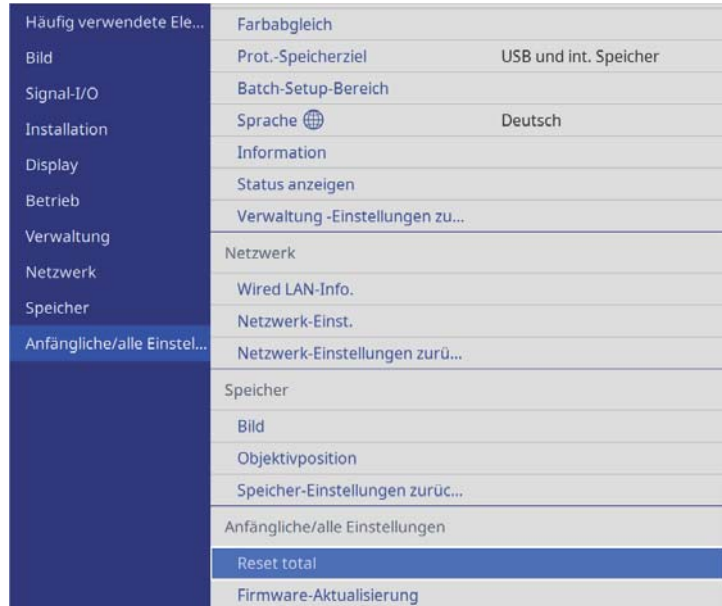 Häufig verwendete Ele...
Bild
Signal-I/O
Installation
Display
Betrieb
Verwaltung
Netzwerk
Speicher
Anfängliche/alle Einstel...
Farbabgleich
Prot.-Speicherziel USB und int. Speicher
Batch-Setup-Bereich
Sprache Deutsch
Information
Status anzeigen
Verwaltung -Einstellungen zu...
Netzwerk
Wired LAN-Info.
Netzwerk-Einst.
Netzwerk-Einstellungen zurü...
Speicher
Bild
Objektivposition
Speicher-Einstellungen zurüc...
Anfängliche/alle Einstellungen
Reset total
Firmware-Aktualisierung